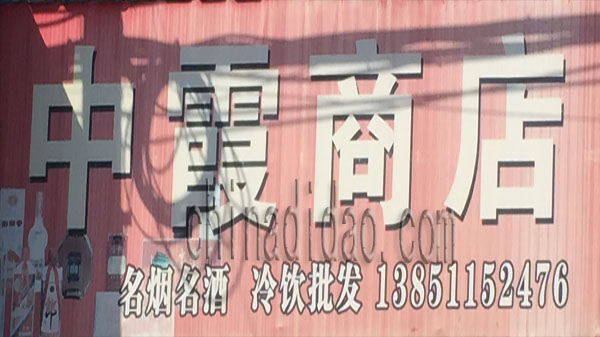 中霞商店
chinadidao.com
名烟名酒 冷饮批发 13851152476